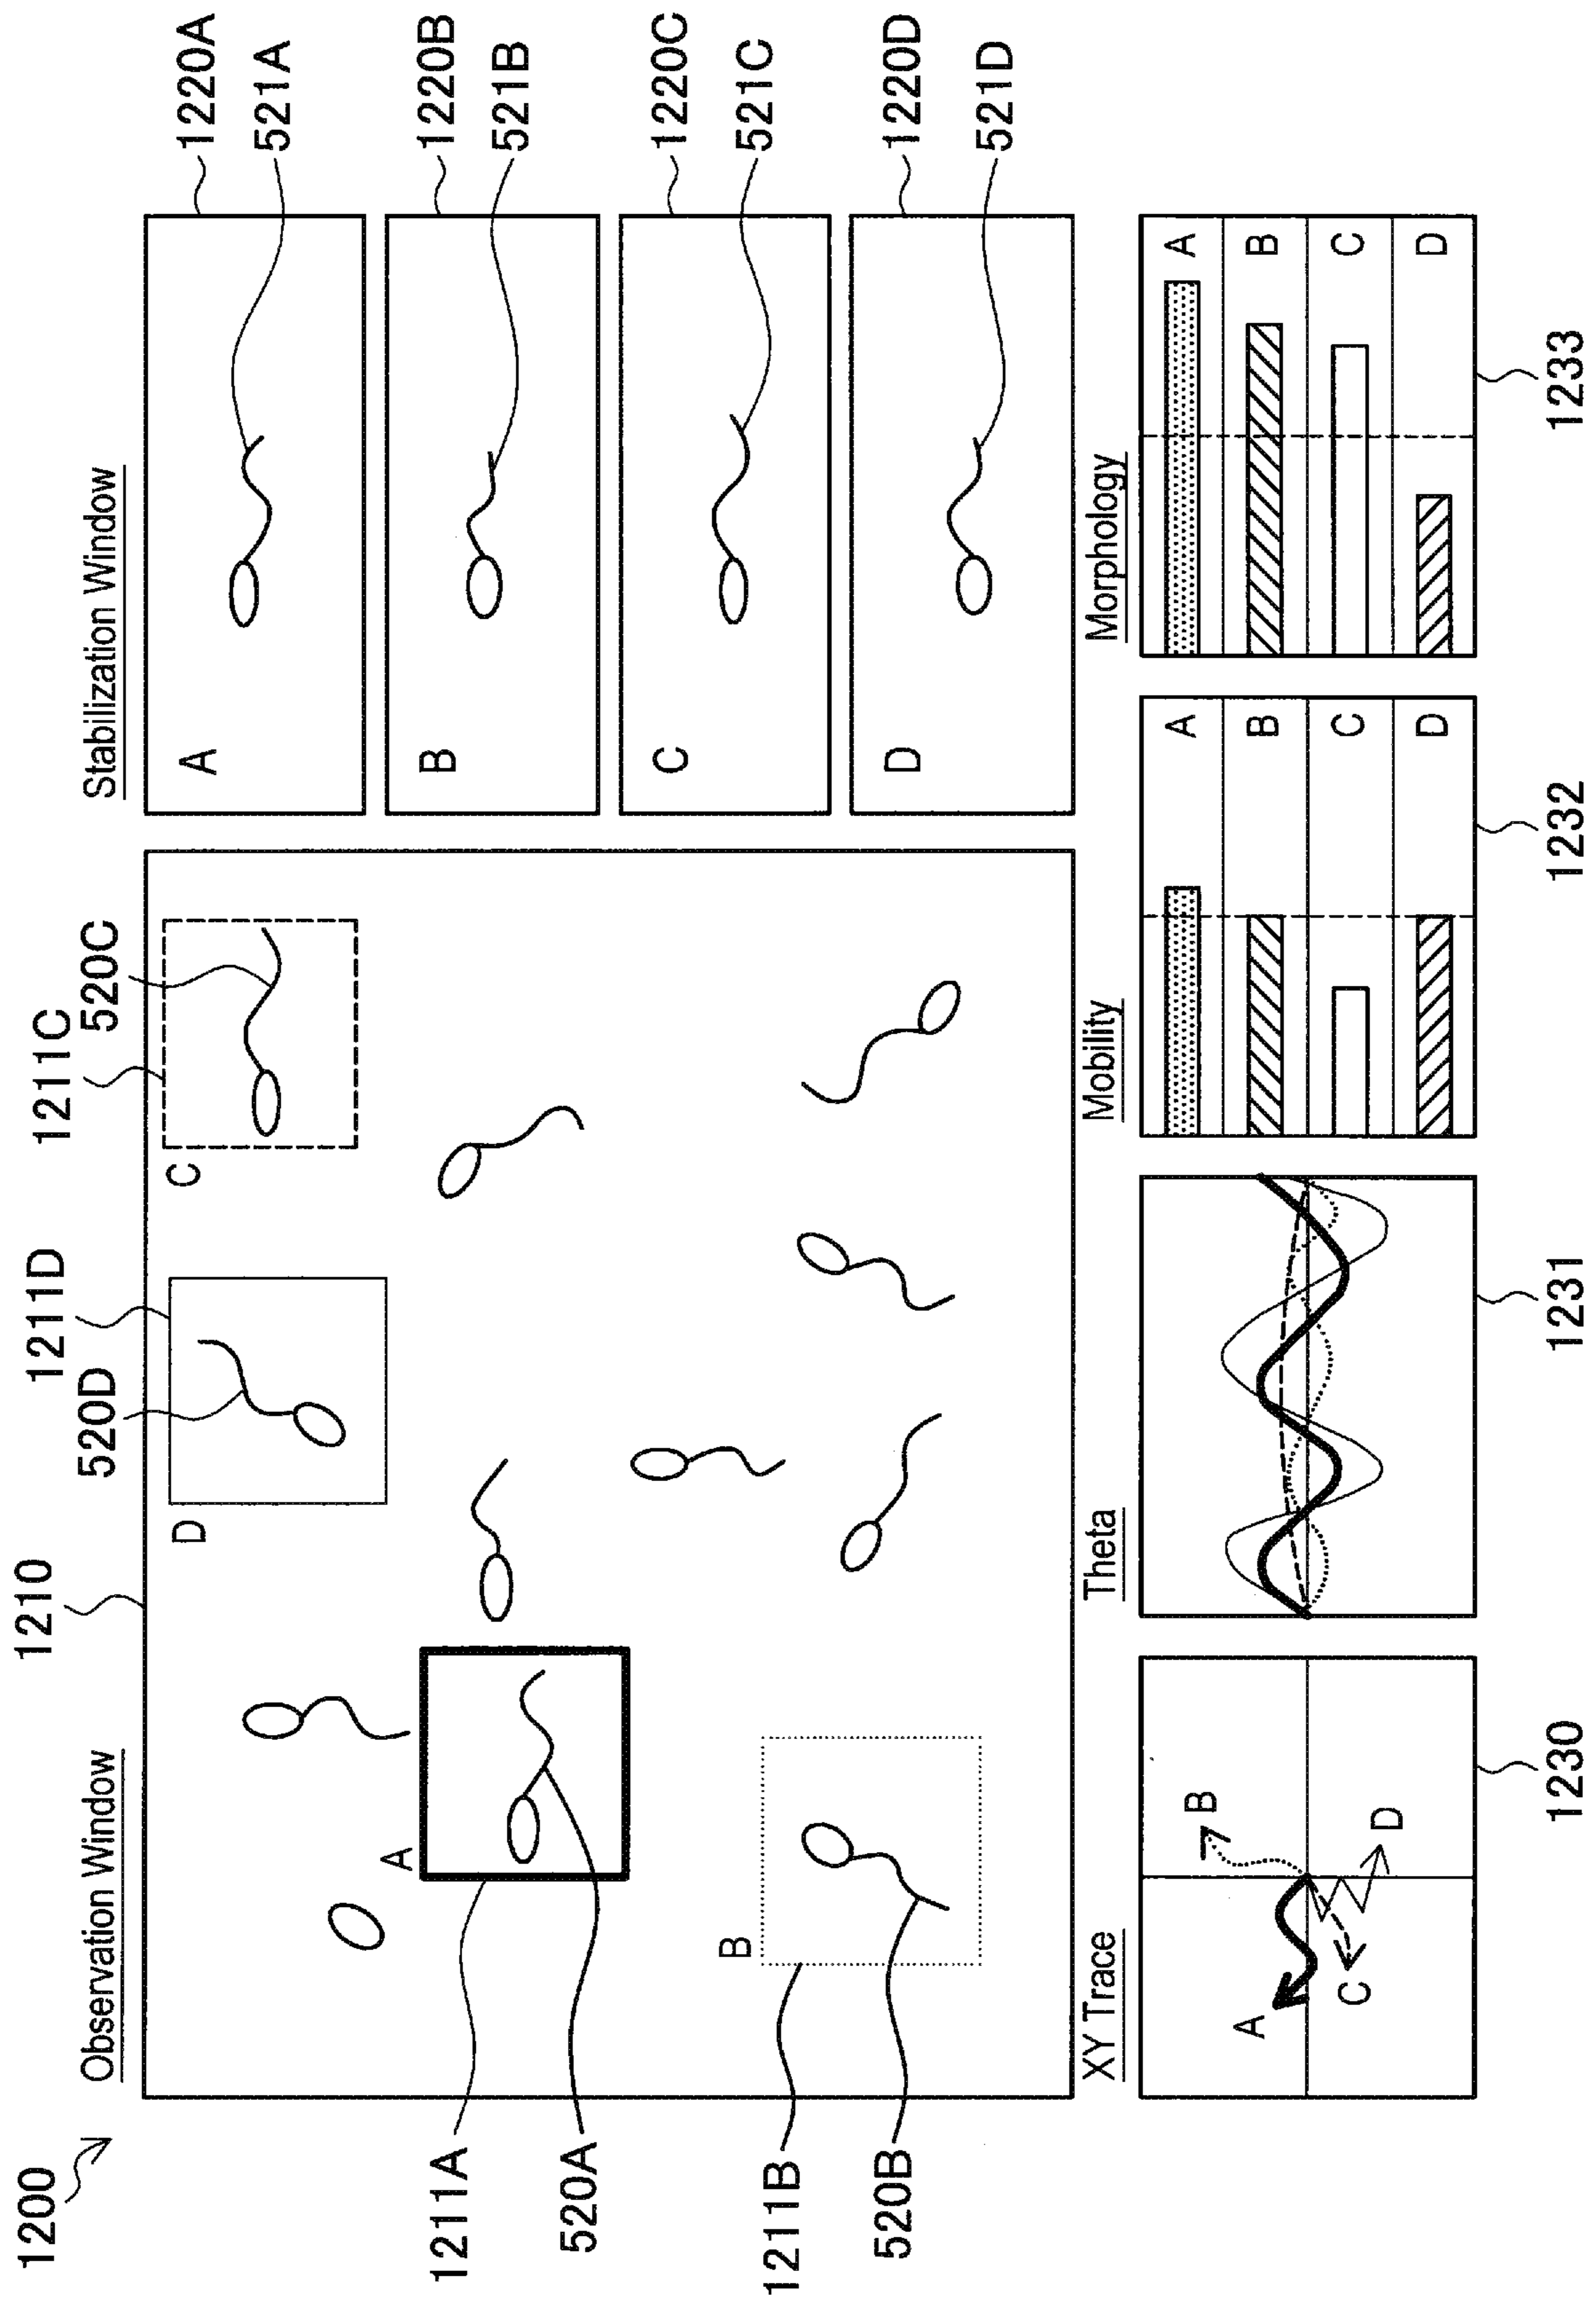 1200
Observation Window
1210
520D
1211D
1211C
520C
Stabilization Window
D
C
A
B
1211A
520A
1211B
520B
A
1220A
521A
B
1220B
521B
C
1220C
521C
D
1220D
521D
XY Trace
A
B
C
D
1230
Theta
1231
Mobility
A
B
C
D
1232
Morphology
A
B
C
D
1233